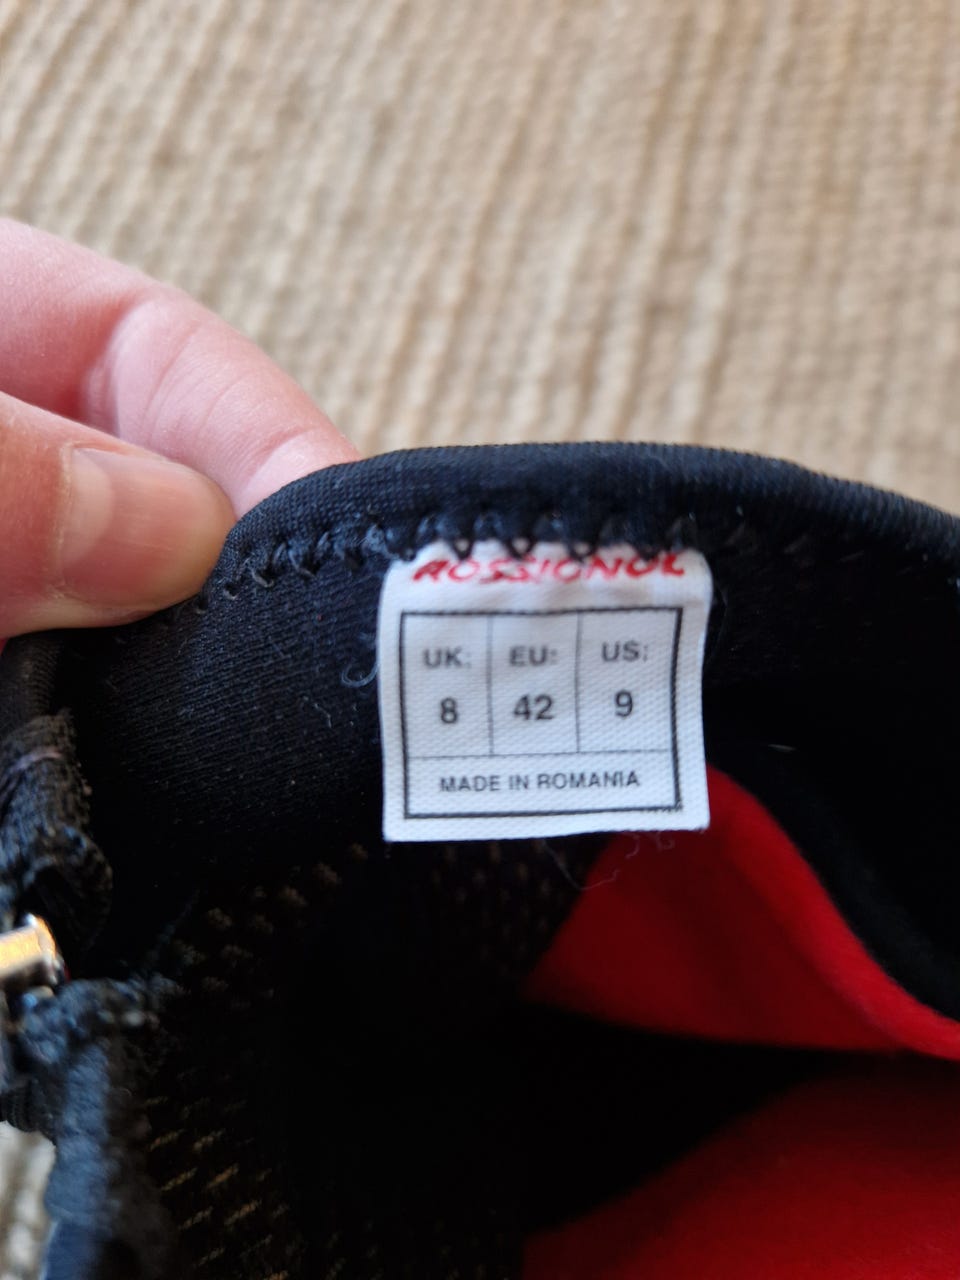 ROSSIGNOL
UK: EU: US:
8 42 9
MADE IN ROMANIA